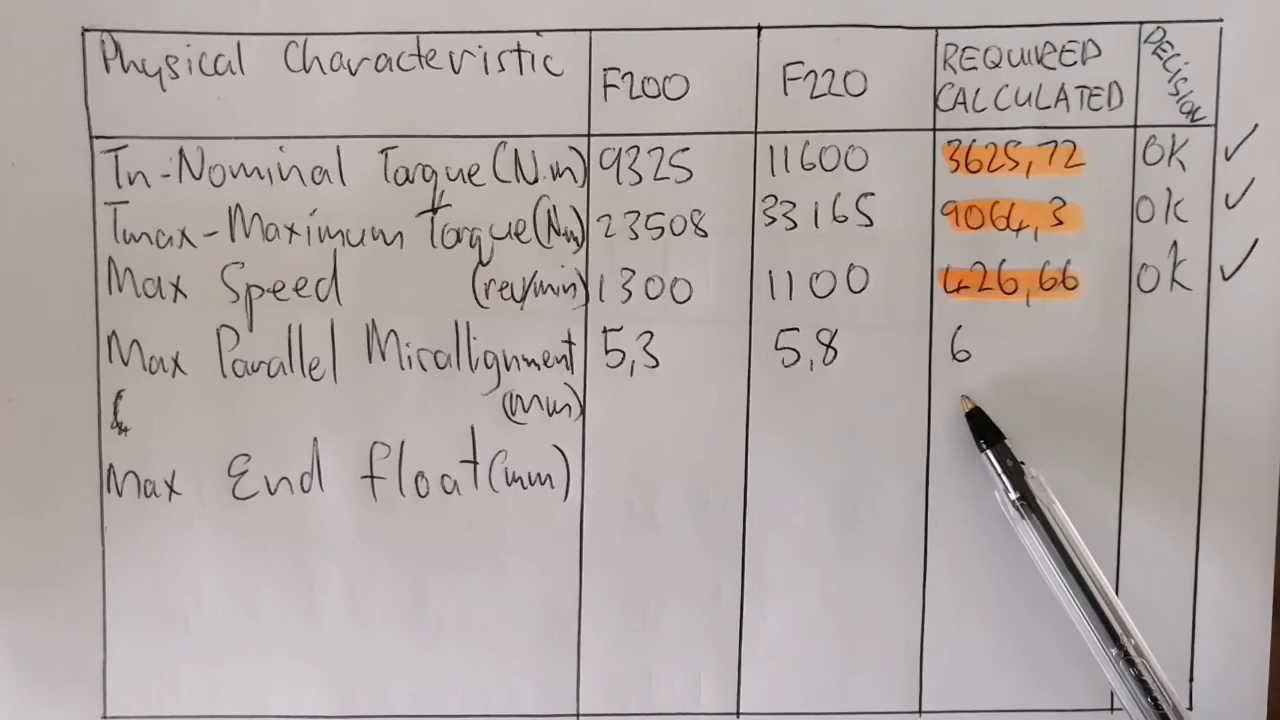 Physical Characteristic F200 F220 REQUIRED CALCULATED DECISION
Tn-Nominal Torque (N.m) 9325 11600 3625,72 OK ✓
Tmax-Maximum Torque (Nm) 23508 33165 9064,3 Ok ✓
Max Speed (rev/min) 1300 1100 426,66 Ok ✓
Max Parallel Misallignment 5,3 5,8 6
& (mm)
Max End float (mm)